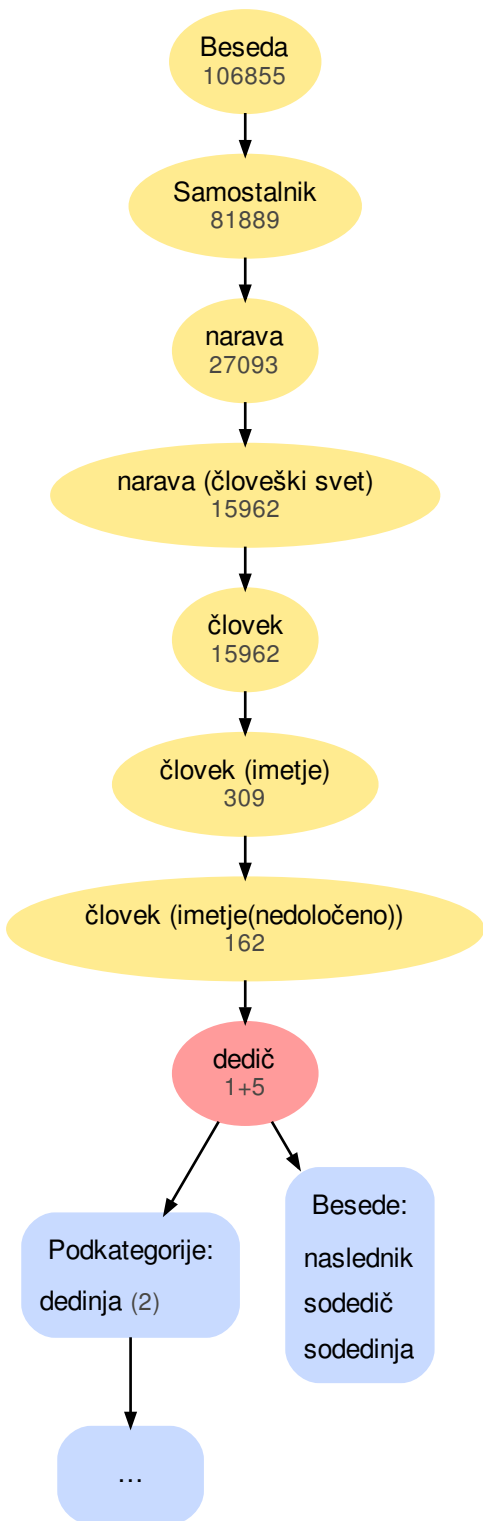 Beseda
106855
Samostalnik
81889
narava
27093
narava (človeški svet)
15962
človek
15962
človek (imetje)
309
človek (imetje(nedoločeno))
162
dedič
1+5
Podkategorije:
dedinja (2)
...
Besede:
naslednik
sodedič
sodedinja